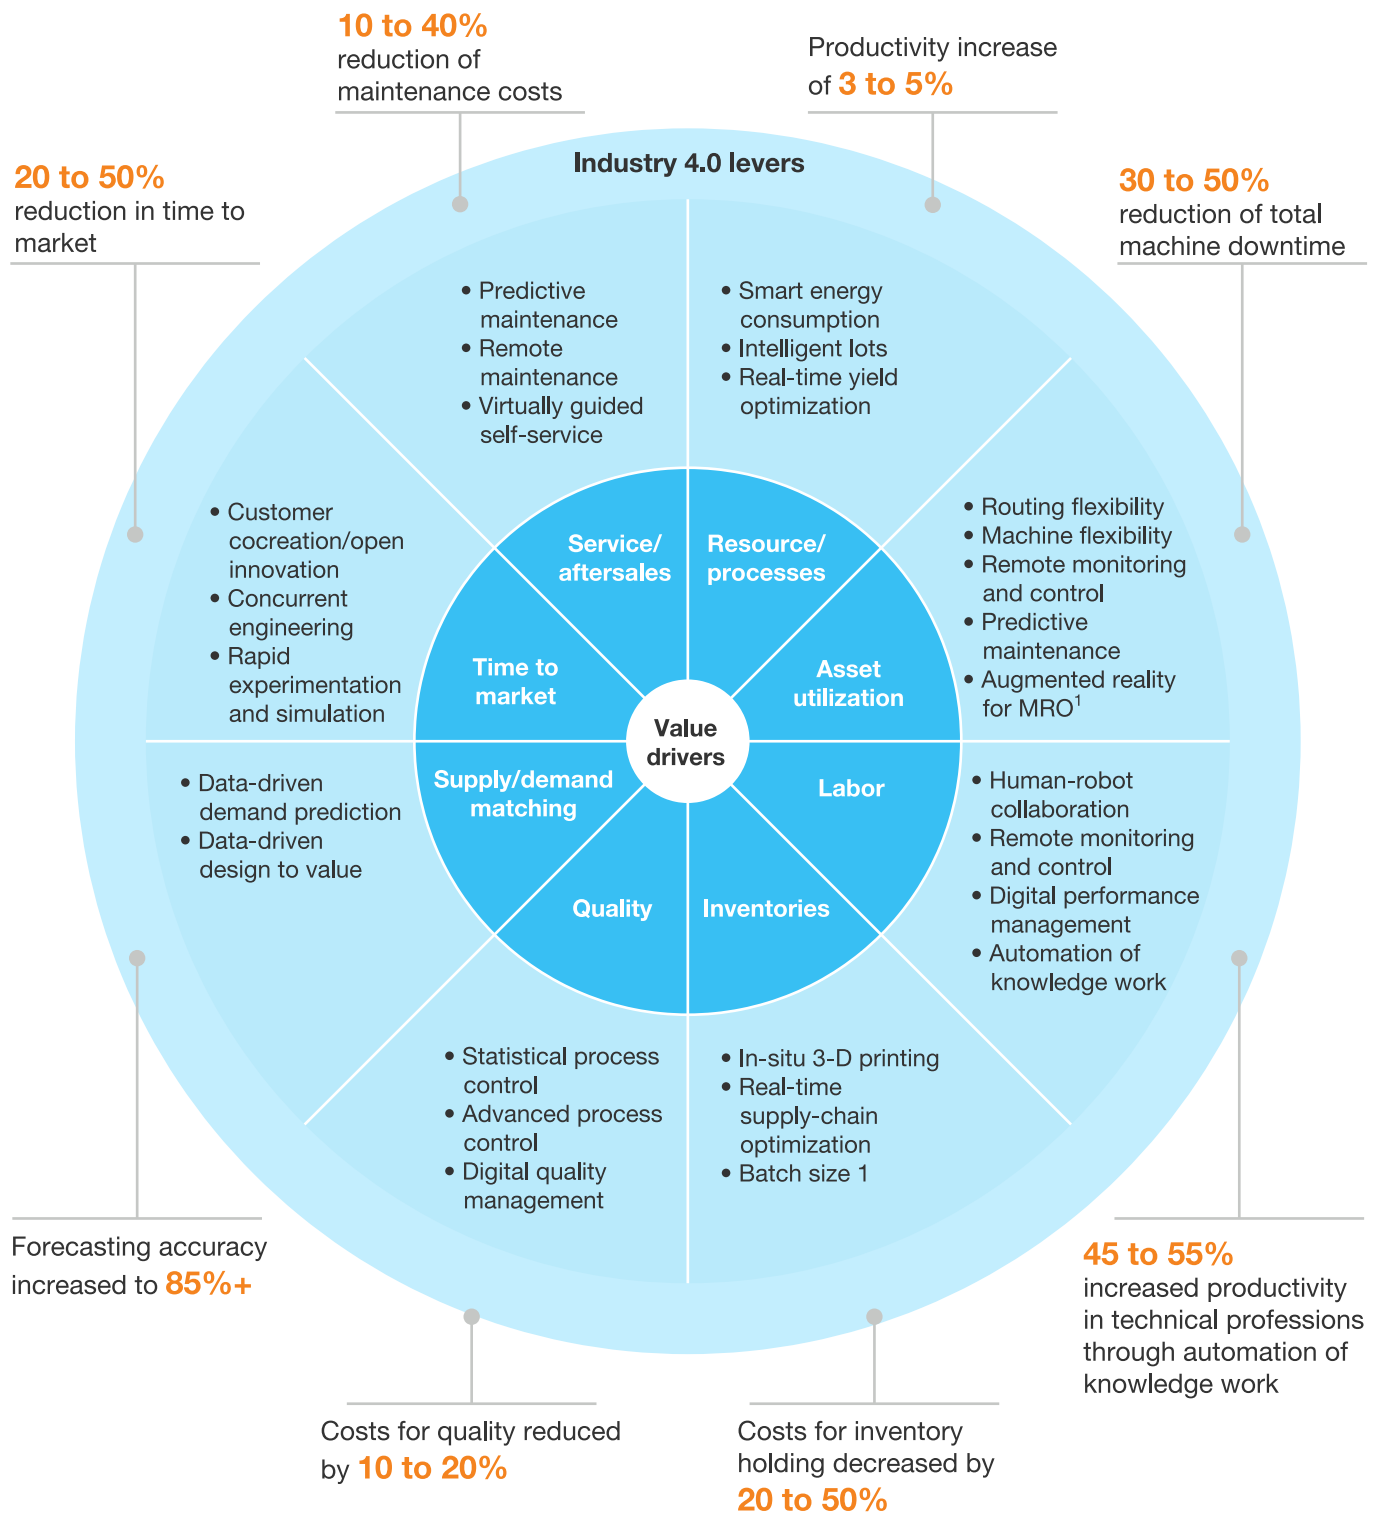 10 to 40%
reduction of
maintenance costs
Productivity increase
of 3 to 5%
Industry 4.0 levers
20 to 50%
reduction in time to
market
30 to 50%
reduction of total
machine downtime
• Predictive
maintenance
• Remote
maintenance
• Virtually guided
self-service
• Smart energy
consumption
• Intelligent lots
• Real-time yield
optimization
• Customer
cocreation/open
innovation
• Concurrent
engineering
• Rapid
experimentation
and simulation
• Routing flexibility
• Machine flexibility
• Remote monitoring
and control
• Predictive
maintenance
• Augmented reality
for MRO¹
Service/
aftersales
Resource/
processes
Time to
market
Asset
utilization
Value
drivers
Supply/demand
matching
Labor
Quality
Inventories
• Data-driven
demand prediction
• Data-driven
design to value
• Human-robot
collaboration
• Remote monitoring
and control
• Digital performance
management
• Automation of
knowledge work
• Statistical process
control
• Advanced process
control
• Digital quality
management
• In-situ 3-D printing
• Real-time
supply-chain
optimization
• Batch size 1
Forecasting accuracy
increased to 85%+
45 to 55%
increased productivity
in technical professions
through automation of
knowledge work
Costs for quality reduced
by 10 to 20%
Costs for inventory
holding decreased by
20 to 50%